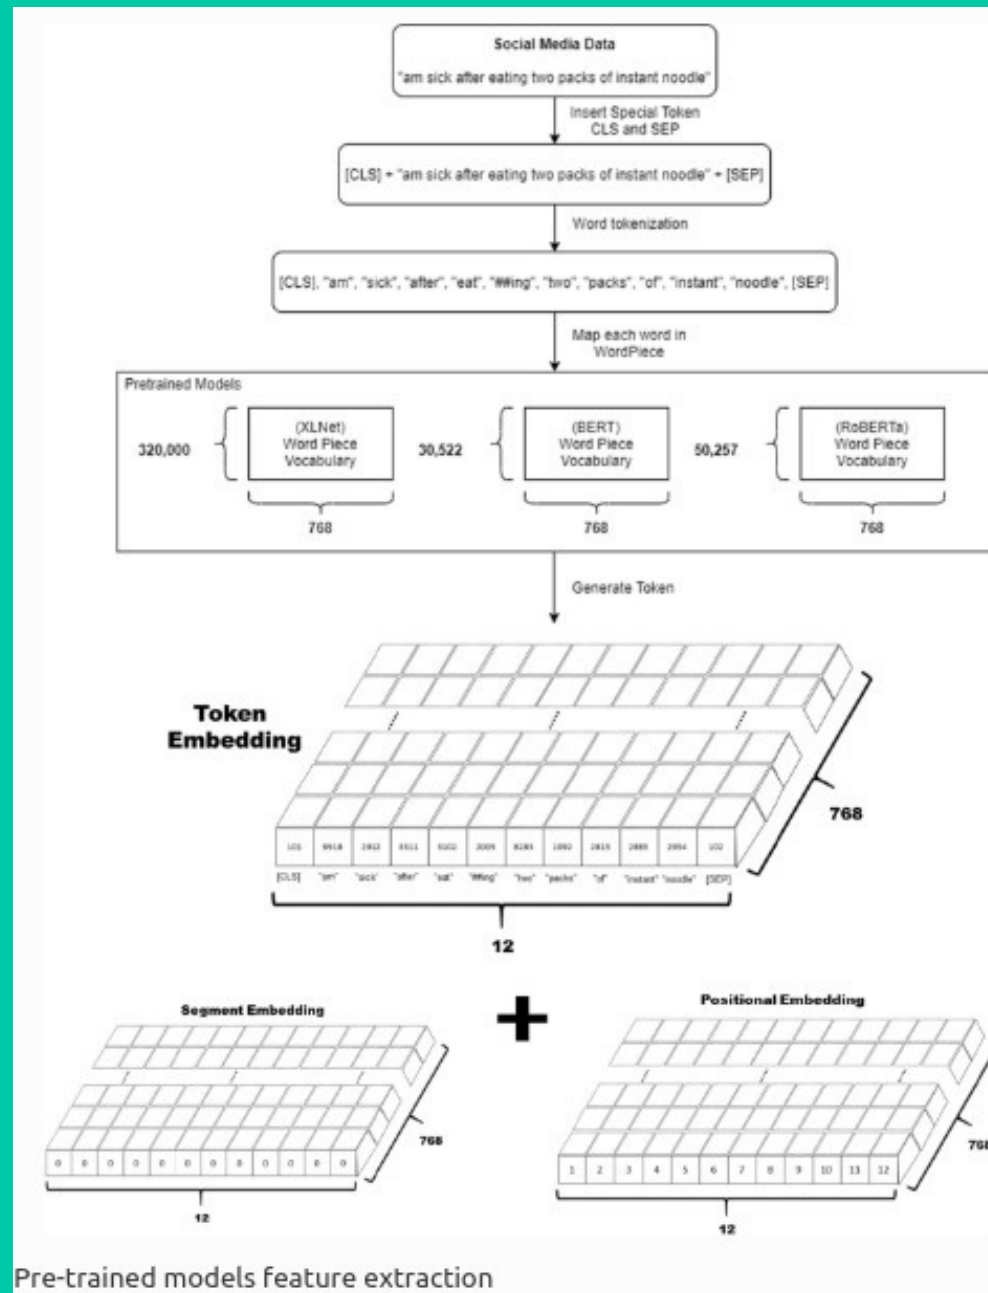 Social Media Data
"am sick after eating two packs of instant noodle"
Insert Special Token
CLS and SEP
[CLS] + "am sick after eating two packs of instant noodle" + [SEP]
Word tokenization
[CLS], "am", "sick", "after", "eat", "##ing", "two", "packs", "of", "instant", "noodle", [SEP]
Map each word in
WordPiece
Pretrained Models
320,000
(XLNet)
Word Piece
Vocabulary
768
30,522
(BERT)
Word Piece
Vocabulary
768
50,257
(RoBERTa)
Word Piece
Vocabulary
768
Generate Token
Token
Embedding
768
101 102
[CLS] "am" "sick" "after" "eat" "##ing" "two" "packs" "of" "instant" "noodle" [SEP]
12
Segment Embedding
768
0 0 0 0 0 0 0 0 0 0 0 0
12
+
Positional Embedding
768
1 2 3 4 5 6 7 8 9 10 11 12
12
Pre-trained models feature extraction